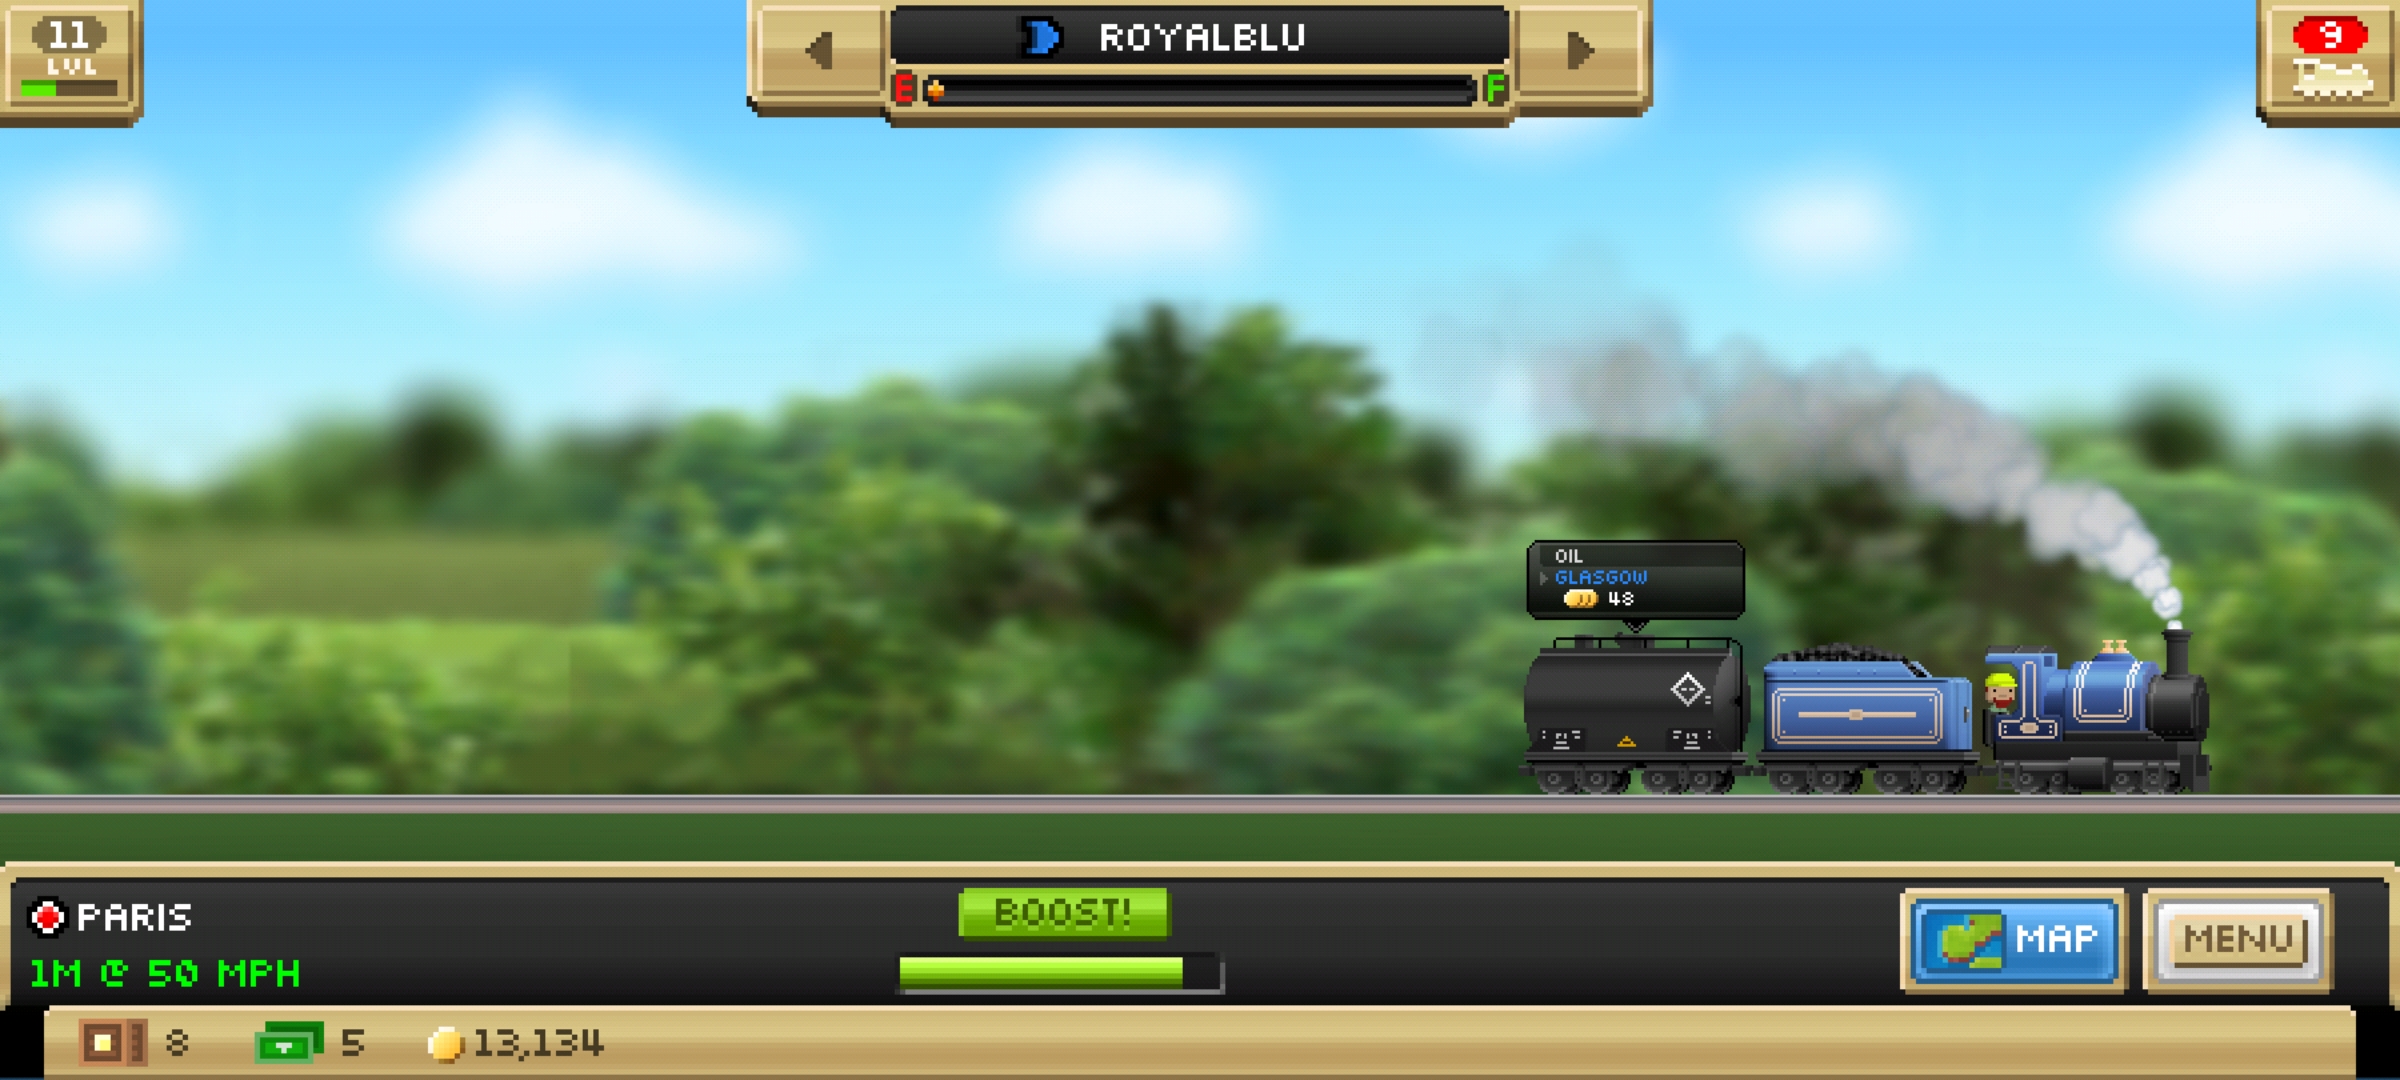 11
LVL
ROYALBLU
E F
9
OIL
GLASGOW
48
PARIS
BOOST!
1M @ 50 MPH
MAP
MENU
8 5 13,134